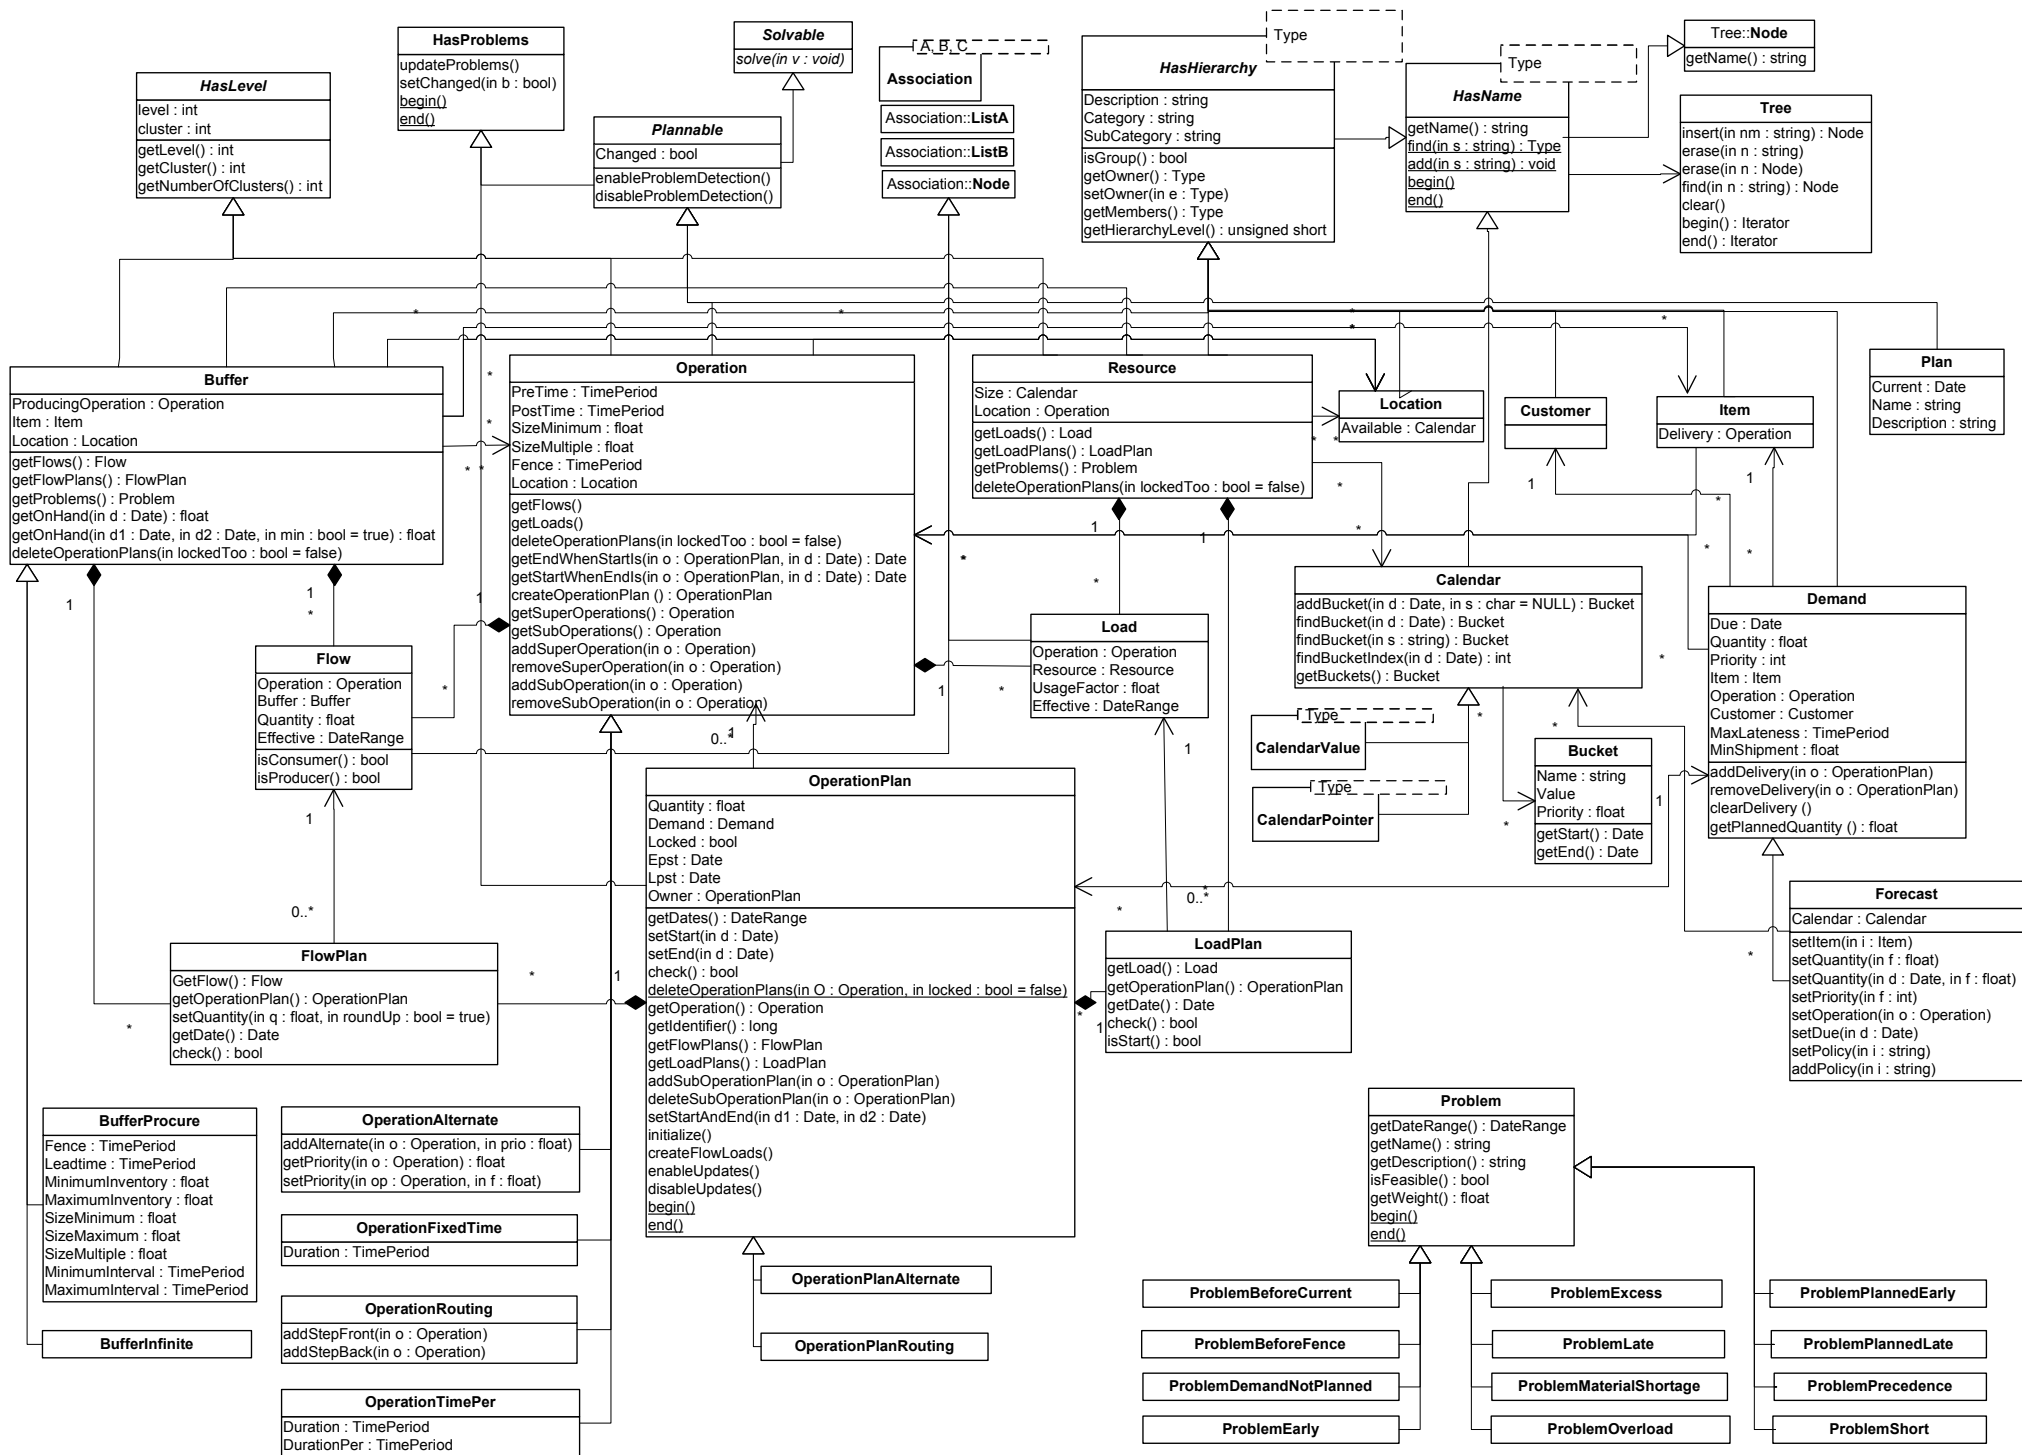 HasLevel
level : int
cluster : int
getLevel() : int
getCluster() : int
getNumberOfClusters() : int
HasProblems
updateProblems()
setChanged(in b : bool)
begin()
end()
Solvable
solve(in v : void)
Plannable
Changed : bool
enableProblemDetection()
disableProblemDetection()
A, B, C
Association
Association::ListA
Association::ListB
Association::Node
Type
HasHierarchy
Description : string
Category : string
SubCategory : string
isGroup() : bool
getOwner() : Type
setOwner(in e : Type)
getMembers() : Type
getHierarchyLevel() : unsigned short
Type
HasName
getName() : string
find(in s : string) : Type
add(in s : string) : void
begin()
end()
Tree::Node
getName() : string
Tree
insert(in nm : string) : Node
erase(in n : string)
erase(in n : Node)
find(in n : string) : Node
clear()
begin() : Iterator
end() : Iterator
*
*
*
*
*
Buffer
ProducingOperation : Operation
Item : Item
Location : Location
getFlows() : Flow
getFlowPlans() : FlowPlan
getProblems() : Problem
getOnHand(in d : Date) : float
getOnHand(in d1 : Date, in d2 : Date, in min : bool = true) : float
deleteOperationPlans(in lockedToo : bool = false)
*
*
*
*
Operation
PreTime : TimePeriod
PostTime : TimePeriod
SizeMinimum : float
SizeMultiple : float
Fence : TimePeriod
Location : Location
getFlows()
getLoads()
deleteOperationPlans(in lockedToo : bool = false)
getEndWhenStartIs(in o : OperationPlan, in d : Date) : Date
getStartWhenEndIs(in o : OperationPlan, in d : Date) : Date
createOperationPlan () : OperationPlan
getSuperOperations() : Operation
getSubOperations() : Operation
addSuperOperation(in o : Operation)
removeSuperOperation(in o : Operation)
addSubOperation(in o : Operation)
removeSubOperation(in o : Operation)
Resource
Size : Calendar
Location : Operation
getLoads() : Load
getLoadPlans() : LoadPlan
getProblems() : Problem
deleteOperationPlans(in lockedToo : bool = false)
Location
Available : Calendar
*
*
*
Customer
Item
Delivery : Operation
Plan
Current : Date
Name : string
Description : string
1
1
*
*
*
*
1
1
*
*
1
1
*
1
*
Flow
Operation : Operation
Buffer : Buffer
Quantity : float
Effective : DateRange
isConsumer() : bool
isProducer() : bool
Load
Operation : Operation
Resource : Resource
UsageFactor : float
Effective : DateRange
1
*
Calendar
addBucket(in d : Date, in s : char = NULL) : Bucket
findBucket(in d : Date) : Bucket
findBucket(in s : string) : Bucket
findBucketIndex(in d : Date) : int
getBuckets() : Bucket
*
Demand
Due : Date
Quantity : float
Priority : int
Item : Item
Operation : Operation
Customer : Customer
MaxLateness : TimePeriod
MinShipment : float
addDelivery(in o : OperationPlan)
removeDelivery(in o : OperationPlan)
clearDelivery ()
getPlannedQuantity () : float
Type
CalendarValue
Type
CalendarPointer
*
*
*
1
Bucket
Name : string
Value
Priority : float
getStart() : Date
getEnd() : Date
0..*
1
1
1
0..*
1
0..*
*
*
*
OperationPlan
Quantity : float
Demand : Demand
Locked : bool
Epst : Date
Lpst : Date
Owner : OperationPlan
getDates() : DateRange
setStart(in d : Date)
setEnd(in d : Date)
check() : bool
deleteOperationPlans(in O : Operation, in locked : bool = false)
getOperation() : Operation
getIdentifier() : long
getFlowPlans() : FlowPlan
getLoadPlans() : LoadPlan
addSubOperationPlan(in o : OperationPlan)
deleteSubOperationPlan(in o : OperationPlan)
setStartAndEnd(in d1 : Date, in d2 : Date)
initialize()
createFlowLoads()
enableUpdates()
disableUpdates()
begin()
end()
FlowPlan
GetFlow() : Flow
getOperationPlan() : OperationPlan
setQuantity(in q : float, in roundUp : bool = true)
getDate() : Date
check() : bool
*
*
1
LoadPlan
getLoad() : Load
getOperationPlan() : OperationPlan
getDate() : Date
check() : bool
isStart() : bool
*
1
Forecast
Calendar : Calendar
setItem(in i : Item)
setQuantity(in f : float)
setQuantity(in d : Date, in f : float)
setPriority(in f : int)
setOperation(in o : Operation)
setDue(in d : Date)
setPolicy(in i : string)
addPolicy(in i : string)
*
BufferProcure
Fence : TimePeriod
Leadtime : TimePeriod
MinimumInventory : float
MaximumInventory : float
SizeMinimum : float
SizeMaximum : float
SizeMultiple : float
MinimumInterval : TimePeriod
MaximumInterval : TimePeriod
BufferInfinite
OperationAlternate
addAlternate(in o : Operation, in prio : float)
getPriority(in o : Operation) : float
setPriority(in op : Operation, in f : float)
OperationFixedTime
Duration : TimePeriod
OperationRouting
addStepFront(in o : Operation)
addStepBack(in o : Operation)
OperationTimePer
Duration : TimePeriod
DurationPer : TimePeriod
OperationPlanAlternate
OperationPlanRouting
Problem
getDateRange() : DateRange
getName() : string
getDescription() : string
isFeasible() : bool
getWeight() : float
begin()
end()
ProblemBeforeCurrent
ProblemBeforeFence
ProblemDemandNotPlanned
ProblemEarly
ProblemExcess
ProblemLate
ProblemMaterialShortage
ProblemOverload
ProblemPlannedEarly
ProblemPlannedLate
ProblemPrecedence
ProblemShort